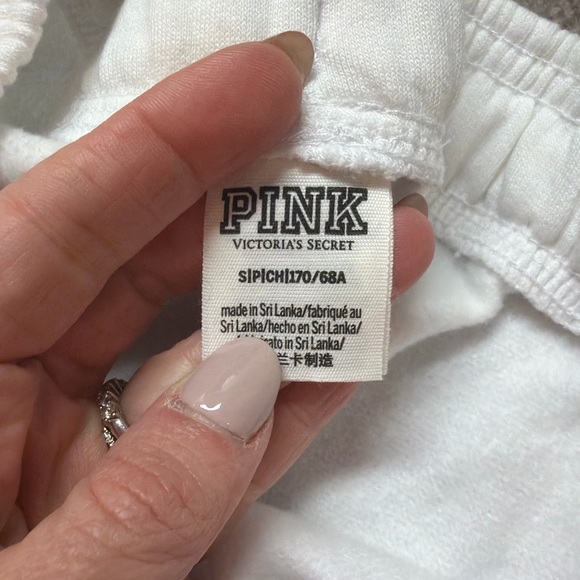 PINK
VICTORIA'S SECRET
S|P|CH|170/68A
made in Sri Lanka/fabriqué au
Sri Lanka/hecho en Sri Lanka/
in Sri Lanka/
兰卡制造